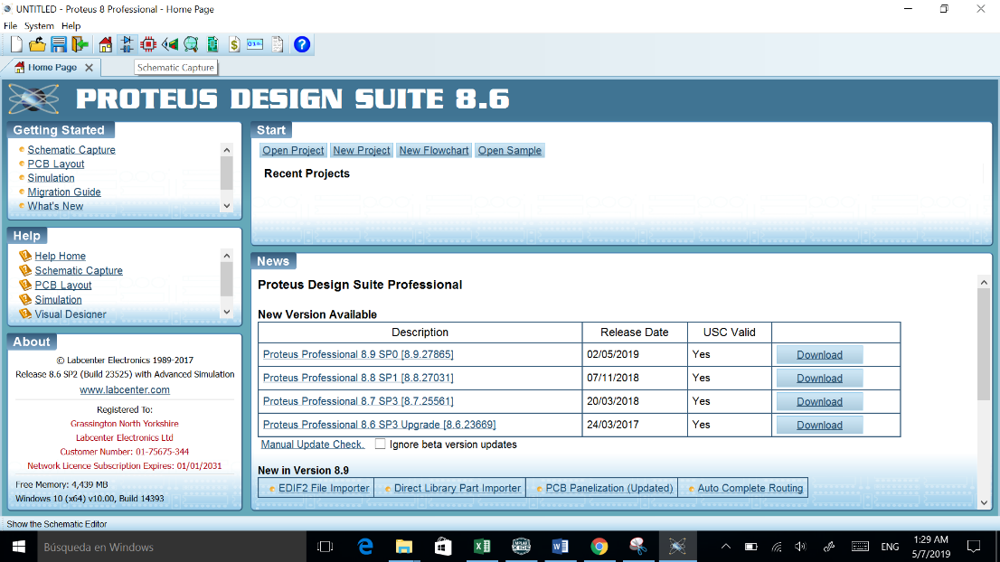 UNTITLED - Proteus 8 Professional - Home Page
File System Help
Home Page
Schematic Capture
PROTEUS DESIGN SUITE 8.6
Getting Started
Schematic Capture
PCB Layout
Simulation
Migration Guide
What's New
Help
Help Home
Schematic Capture
PCB Layout
Simulation
Visual Designer
About
© Labcenter Electronics 1989-2017
Release 8.6 SP2 (Build 23525) with Advanced Simulation
www.labcenter.com
Registered To:
Grassington North Yorkshire
Labcenter Electronics Ltd
Customer Number: 01-75675-344
Network Licence Subscription Expires: 01/01/2031
Free Memory: 4,439 MB
Windows 10 (x64) v10.00, Build 14393
Start
Open Project New Project New Flowchart Open Sample
Recent Projects
News
Proteus Design Suite Professional
New Version Available
Description Release Date USC Valid
Proteus Professional 8.9 SP0 [8.9.27865] 02/05/2019 Yes Download
Proteus Professional 8.8 SP1 [8.8.27031] 07/11/2018 Yes Download
Proteus Professional 8.7 SP3 [8.7.25561] 20/03/2018 Yes Download
Proteus Professional 8.6 SP3 Upgrade [8.6.23669] 24/03/2017 Yes Download
Manual Update Check. Ignore beta version updates
New in Version 8.9
EDIF2 File Importer Direct Library Part Importer PCB Panelization (Updated) Auto Complete Routing
Show the Schematic Editor
Búsqueda en Windows
ENG
1:29 AM
5/7/2019